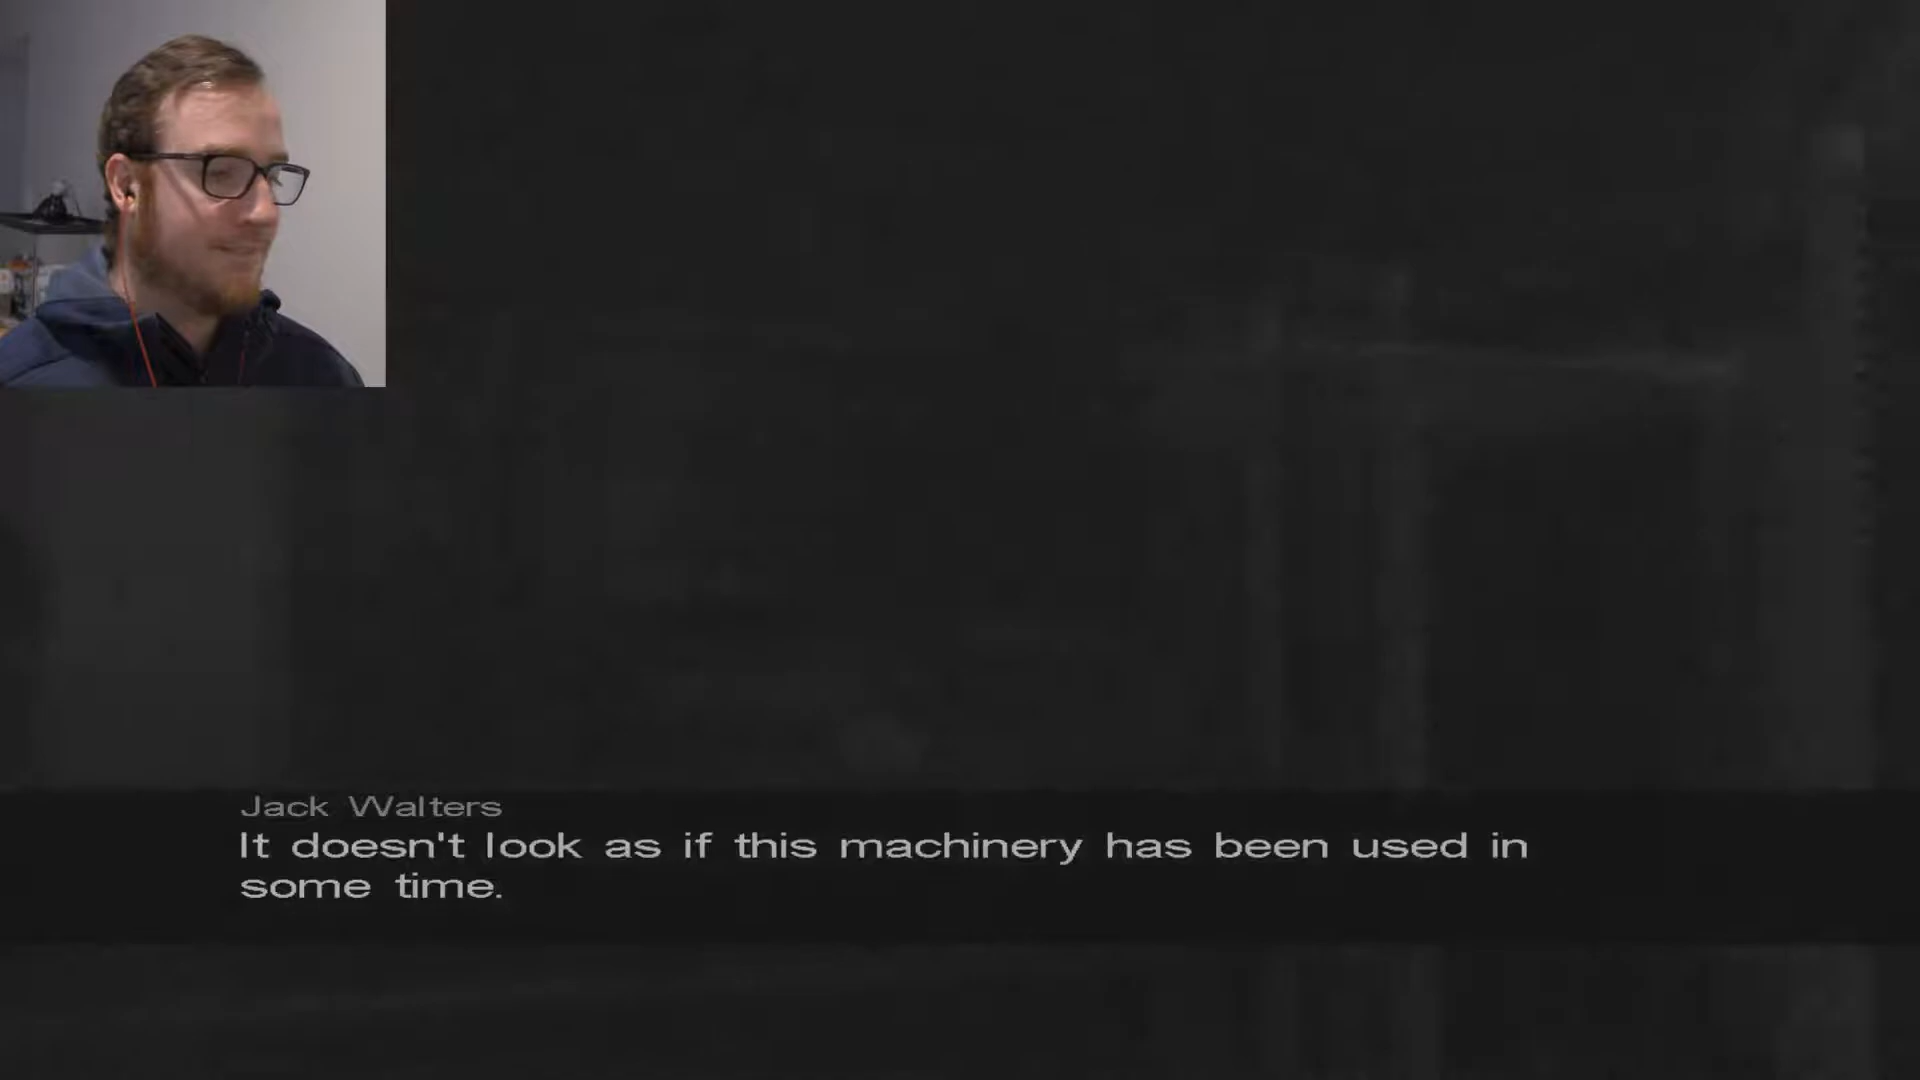 Jack Walters
It doesn't look as if this machinery has been used in
some time.